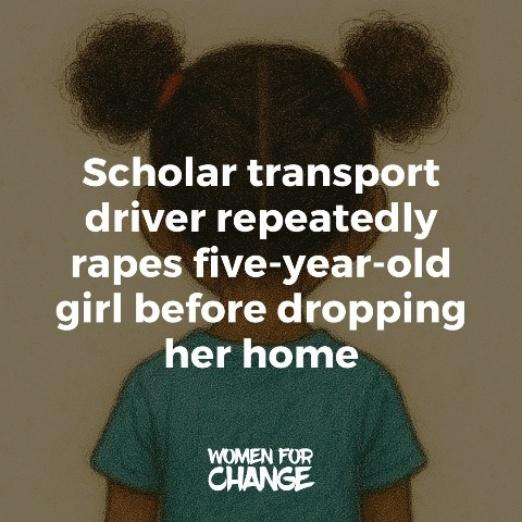 Scholar transport
driver repeatedly
rapes five-year-old
girl before dropping
her home
WOMEN FOR
CHANGE